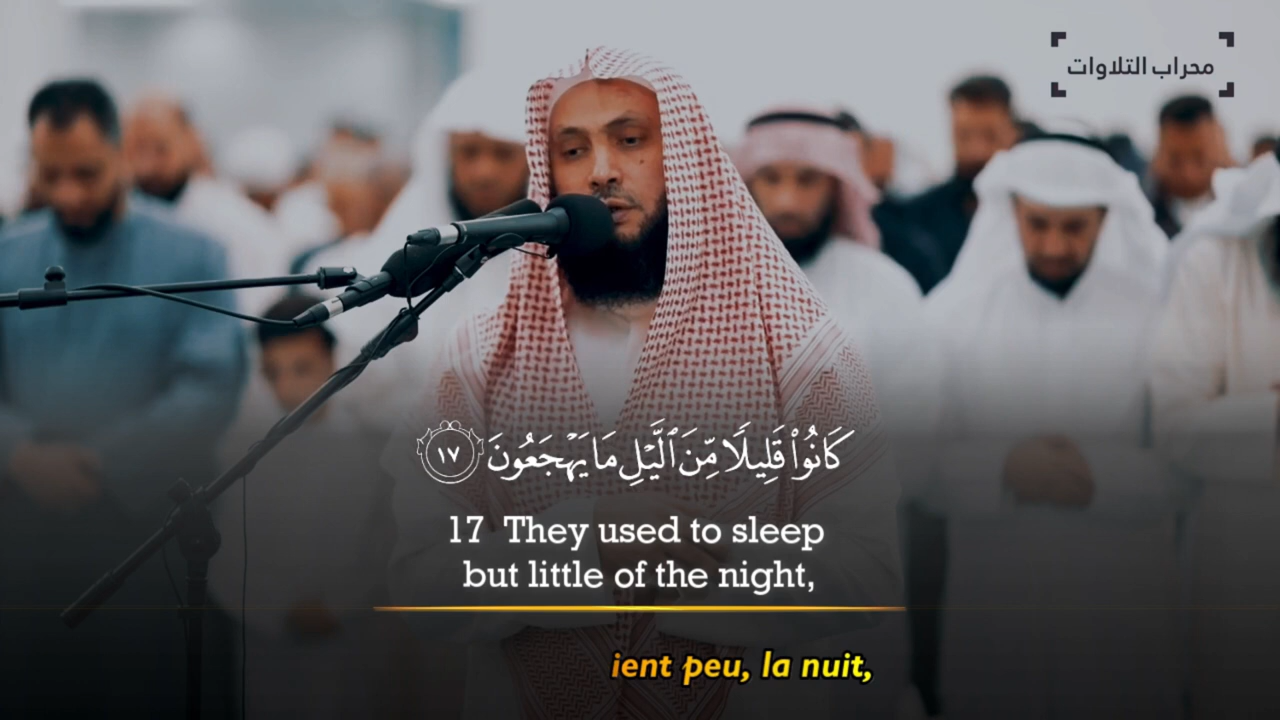 محراب التلاوات
كَانُوا۟ قَلِيلًا مِّنَ ٱلَّيْلِ مَا يَهْجَعُونَ ١٧
17 They used to sleep
but little of the night,
ient peu, la nuit,